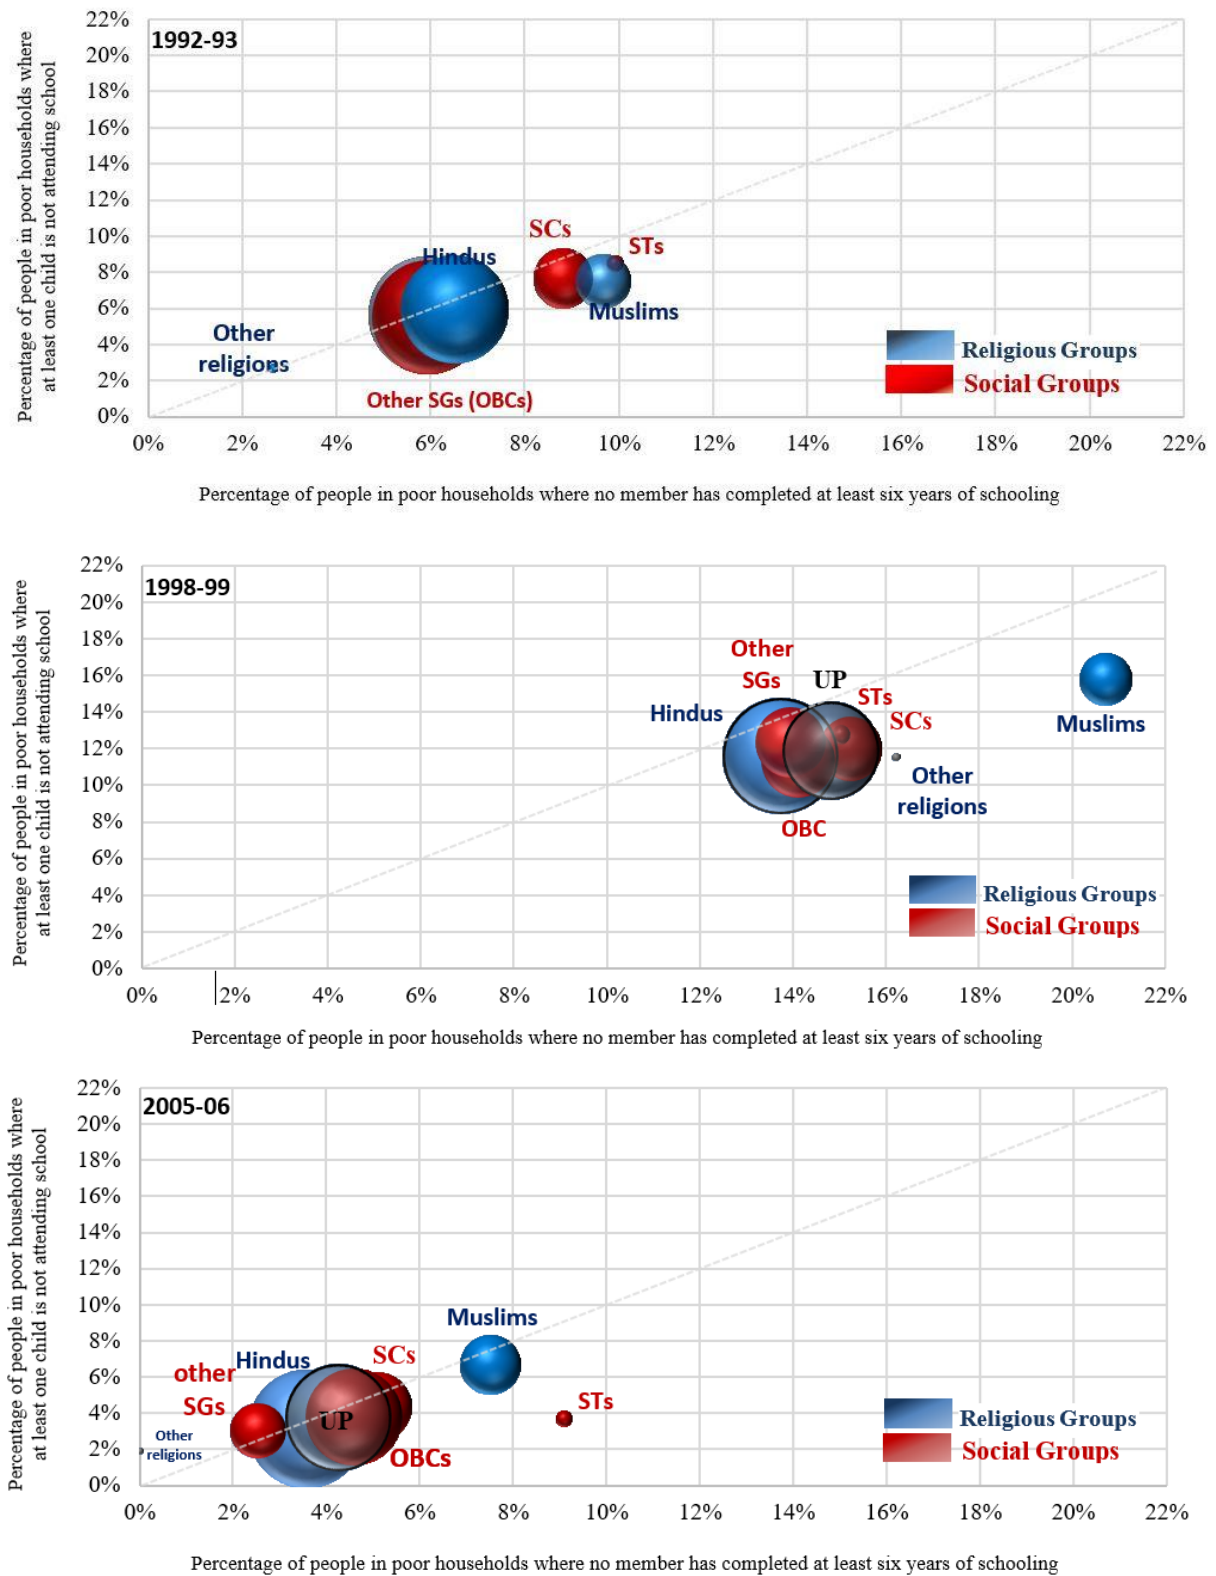 Percentage of people in poor households where
at least one child is not attending school
22%
20%
18%
16%
14%
12%
10%
8%
6%
4%
2%
0%
1992-93
SCs
STs
Hindus
Muslims
Other
religions
Other SGs (OBCs)
Religious Groups
Social Groups
0% 2% 4% 6% 8% 10% 12% 14% 16% 18% 20% 22%
Percentage of people in poor households where no member has completed at least six years of schooling
Percentage of people in poor households where
at least one child is not attending school
22%
20%
18%
16%
14%
12%
10%
8%
6%
4%
2%
0%
1998-99
Other
SGs
UP
STs
Hindus
SCs
Muslims
Other
religions
OBC
Religious Groups
Social Groups
0% 2% 4% 6% 8% 10% 12% 14% 16% 18% 20% 22%
Percentage of people in poor households where no member has completed at least six years of schooling
Percentage of people in poor households where
at least one child is not attending school
22%
20%
18%
16%
14%
12%
10%
8%
6%
4%
2%
0%
2005-06
Muslims
Hindus
SCs
other
SGs
STs
UP
Other
religions
OBCs
Religious Groups
Social Groups
0% 2% 4% 6% 8% 10% 12% 14% 16% 18% 20% 22%
Percentage of people in poor households where no member has completed at least six years of schooling